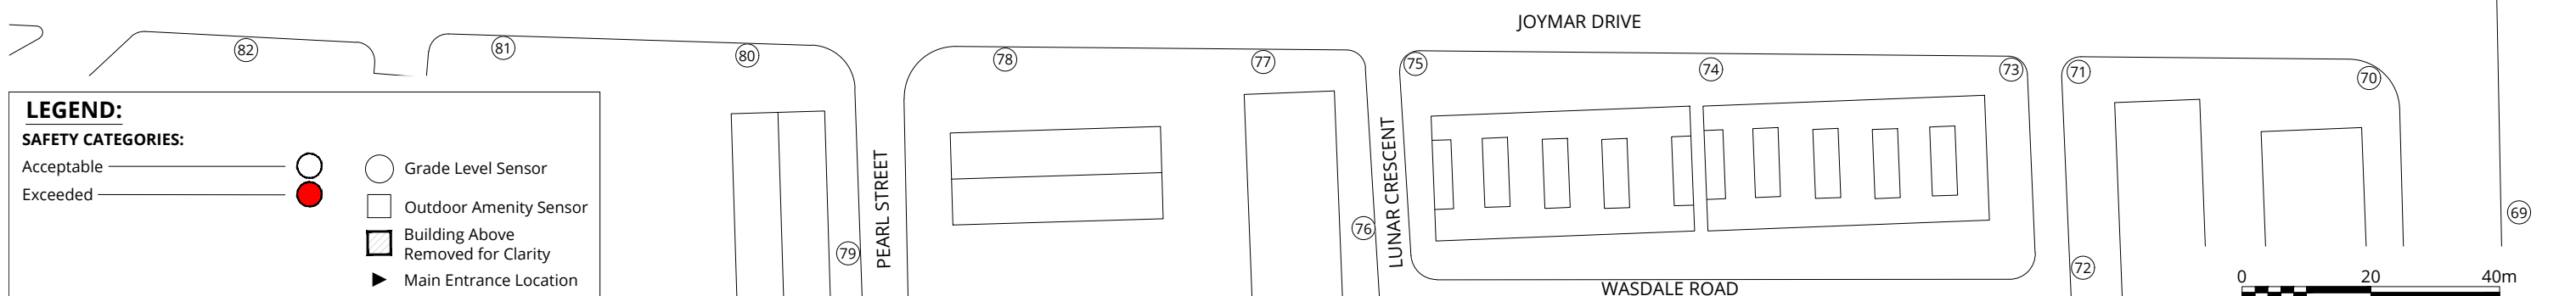 JOYMAR DRIVE
82
81
80
78
77
75
74
73
71
70
LEGEND:
SAFETY CATEGORIES:
Acceptable
Exceeded
Grade Level Sensor
Outdoor Amenity Sensor
Building Above
Removed for Clarity
Main Entrance Location
79
PEARL STREET
76
LUNAR CRESCENT
WASDALE ROAD
72
69
0 20 40m